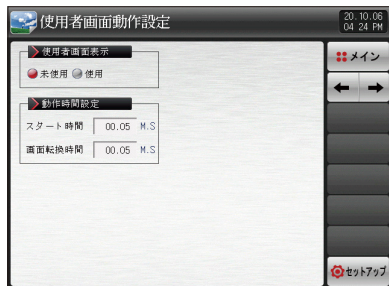 使用者画面動作設定
20.10.06
04 24 PM
使用者画面表示
未使用 使用
動作時間設定
スタート時間 00.05 M.S
画面転換時間 00.05 M.S
メイン
セットアップ